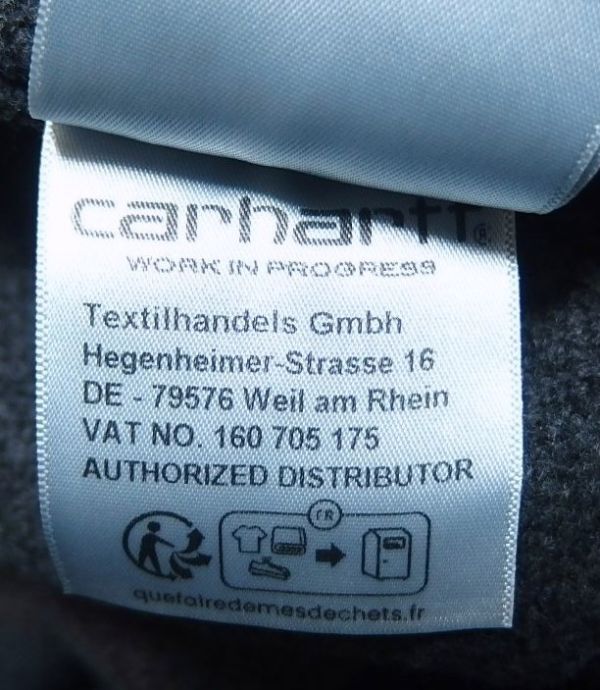 carhartt®
WORK IN PROGRESS
Textilhandels Gmbh
Hegenheimer-Strasse 16
DE - 79576 Weil am Rhein
VAT NO. 160 705 175
AUTHORIZED DISTRIBUTOR
FR
quefairedemesdechets.fr